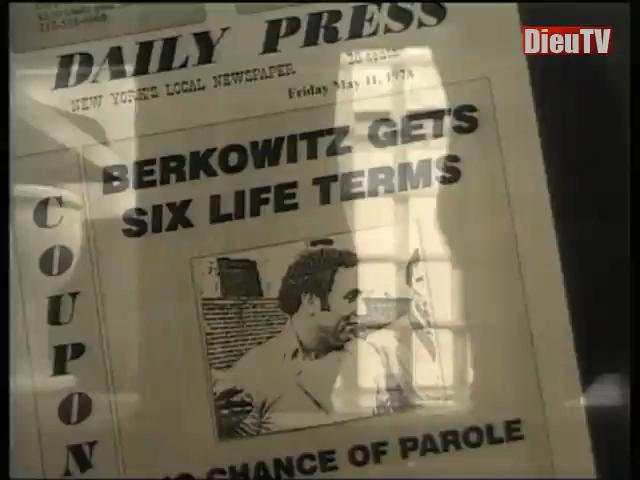 DieuTV
DAILY PRESS
NEW YORK'S LOCAL NEWSPAPER
Friday May 11, 1978
BERKOWITZ GETS
SIX LIFE TERMS
COUPON
CHANCE OF PAROLE